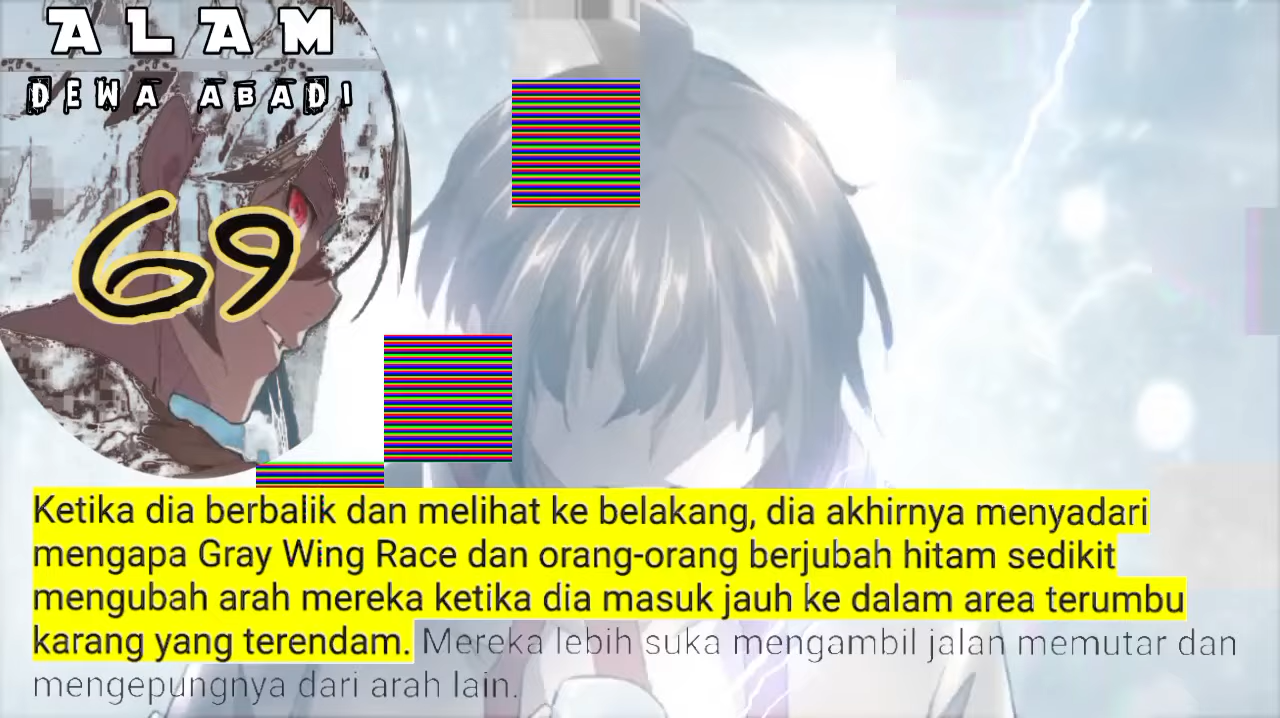 ALAM
DEWA ABADI
69
Ketika dia berbalik dan melihat ke belakang, dia akhirnya menyadari
mengapa Gray Wing Race dan orang-orang berjubah hitam sedikit
mengubah arah mereka ketika dia masuk jauh ke dalam area terumbu
karang yang terendam. Mereka lebih suka mengambil jalan memutar dan
mengepungnya dari arah lain.